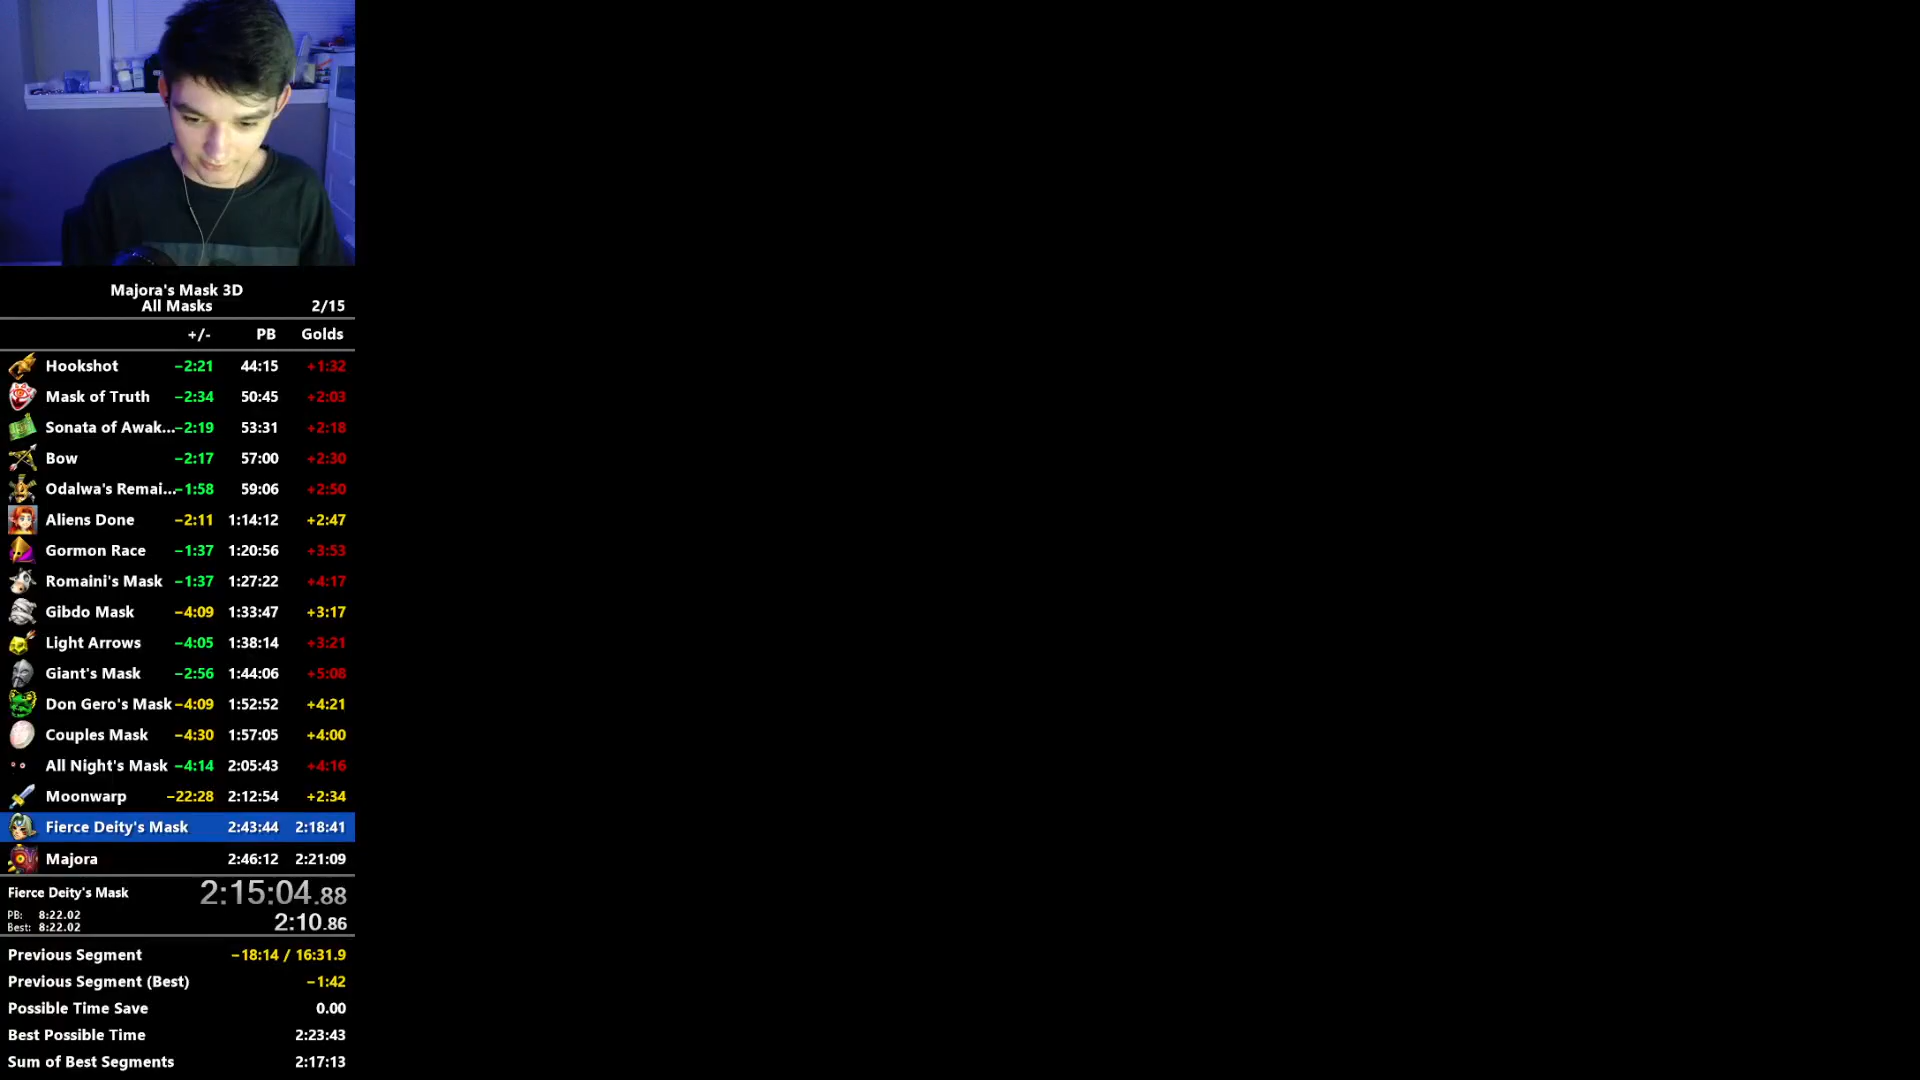 Majora's Mask 3D
All Masks 2/15
+/- PB Golds
Hookshot −2:21 44:15 +1:32
Mask of Truth −2:34 50:45 +2:03
Sonata of Awak... −2:19 53:31 +2:18
Bow −2:17 57:00 +2:30
Odalwa's Remai... −1:58 59:06 +2:50
Aliens Done −2:11 1:14:12 +2:47
Gormon Race −1:37 1:20:56 +3:53
Romaini's Mask −1:37 1:27:22 +4:17
Gibdo Mask −4:09 1:33:47 +3:17
Light Arrows −4:05 1:38:14 +3:21
Giant's Mask −2:56 1:44:06 +5:08
Don Gero's Mask −4:09 1:52:52 +4:21
Couples Mask −4:30 1:57:05 +4:00
All Night's Mask −4:14 2:05:43 +4:16
Moonwarp −22:28 2:12:54 +2:34
Fierce Deity's Mask 2:43:44 2:18:41
Majora 2:46:12 2:21:09
Fierce Deity's Mask 2:15:04.88
PB: 8:22.02
Best: 8:22.02 2:10.86
Previous Segment −18:14 / 16:31.9
Previous Segment (Best) −1:42
Possible Time Save 0.00
Best Possible Time 2:23:43
Sum of Best Segments 2:17:13